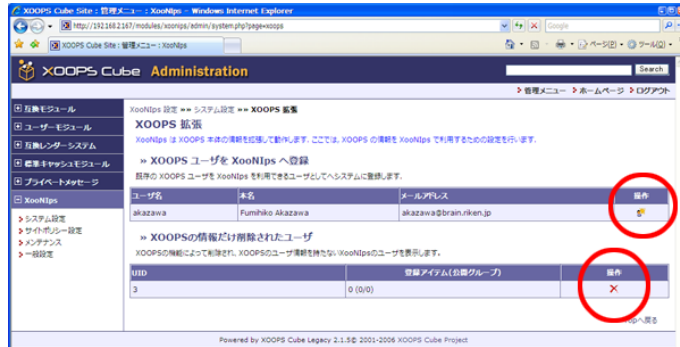 XOOPS Cube Site : 管理メニュー : XooNIps - Windows Internet Explorer
http://192.168.2.167/modules/xoonips/admin/system.php?page=xoops
Google
XOOPS Cube Site : 管理メニュー : XooNIps
ページ(P)
ツール(O)
XOOPS Cube Administration
Search
管理メニュー ホームページ ログアウト
互換モジュール
ユーザーモジュール
互換レンダーシステム
標準キャッシュモジュール
プライベートメッセージ
XooNIps
システム設定
サイトポリシー設定
メンテナンス
一般設定
XooNIps 設定 »» システム設定 »» XOOPS 拡張
XOOPS 拡張
XooNIps は XOOPS 本体の情報を拡張して動作します. ここでは, XOOPS の情報を XooNIps で利用するための設定を行います.
» XOOPS ユーザを XooNIps へ登録
既存の XOOPS ユーザを XooNIps を利用できるユーザとしてへシステムに登録します.
ユーザ名 本名 メールアドレス 操作
akazawa Fumihiko Akazawa akazawa@brain.riken.jp
» XOOPSの情報だけ削除されたユーザ
XOOPSの機能によって削除され, XOOPSのユーザ情報を持たないXooNIpsのユーザを表示します.
UID 登録アイテム(公開/グループ) 操作
3 0 (0/0)
へ戻る
Powered by XOOPS Cube Legacy 2.1.5© 2001-2006 XOOPS Cube Project